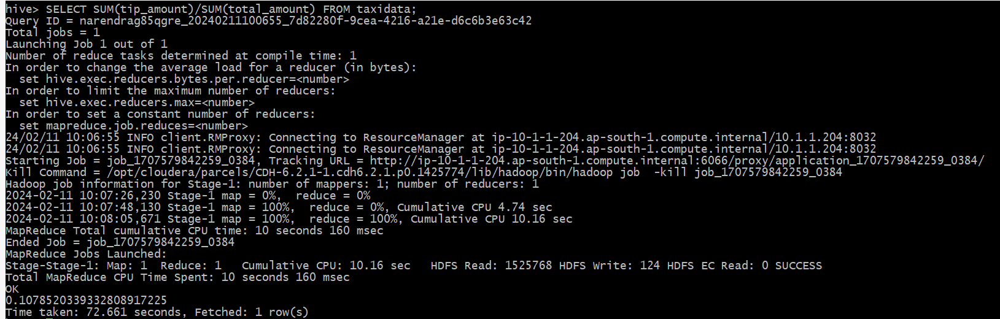 hive> SELECT SUM(tip_amount)/SUM(total_amount) FROM taxidata;
Query ID = narendrag85qgre_20240211100655_7d82280f-9cea-4216-a21e-d6c6b3e63c42
Total jobs = 1
Launching Job 1 out of 1
Number of reduce tasks determined at compile time: 1
In order to change the average load for a reducer (in bytes):
  set hive.exec.reducers.bytes.per.reducer=<number>
In order to limit the maximum number of reducers:
  set hive.exec.reducers.max=<number>
In order to set a constant number of reducers:
  set mapreduce.job.reduces=<number>
24/02/11 10:06:55 INFO client.RMProxy: Connecting to ResourceManager at ip-10-1-1-204.ap-south-1.compute.internal/10.1.1.204:8032
24/02/11 10:06:55 INFO client.RMProxy: Connecting to ResourceManager at ip-10-1-1-204.ap-south-1.compute.internal/10.1.1.204:8032
Starting Job = job_1707579842259_0384, Tracking URL = http://ip-10-1-1-204.ap-south-1.compute.internal:6066/proxy/application_1707579842259_0384/
Kill Command = /opt/cloudera/parcels/CDH-6.2.1-1.cdh6.2.1.p0.1425774/lib/hadoop/bin/hadoop job  -kill job_1707579842259_0384
Hadoop job information for Stage-1: number of mappers: 1; number of reducers: 1
2024-02-11 10:07:26,230 Stage-1 map = 0%,  reduce = 0%
2024-02-11 10:07:48,130 Stage-1 map = 100%,  reduce = 0%, Cumulative CPU 4.74 sec
2024-02-11 10:08:05,671 Stage-1 map = 100%,  reduce = 100%, Cumulative CPU 10.16 sec
MapReduce Total cumulative CPU time: 10 seconds 160 msec
Ended Job = job_1707579842259_0384
MapReduce Jobs Launched:
Stage-Stage-1: Map: 1  Reduce: 1   Cumulative CPU: 10.16 sec   HDFS Read: 1525768 HDFS Write: 124 HDFS EC Read: 0 SUCCESS
Total MapReduce CPU Time Spent: 10 seconds 160 msec
OK
0.1078520339332808917225
Time taken: 72.661 seconds, Fetched: 1 row(s)